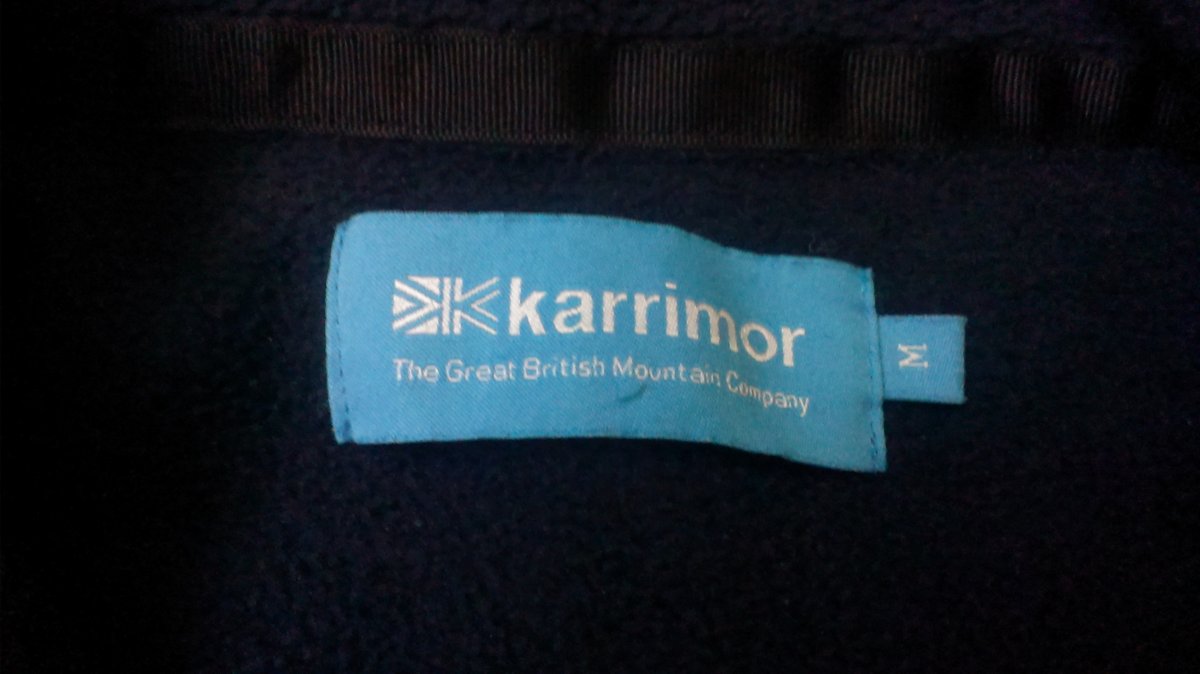 karrimor
The Great British Mountain Company
M